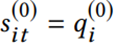 $s_{it}^{(0)} = q_i^{(0)}$